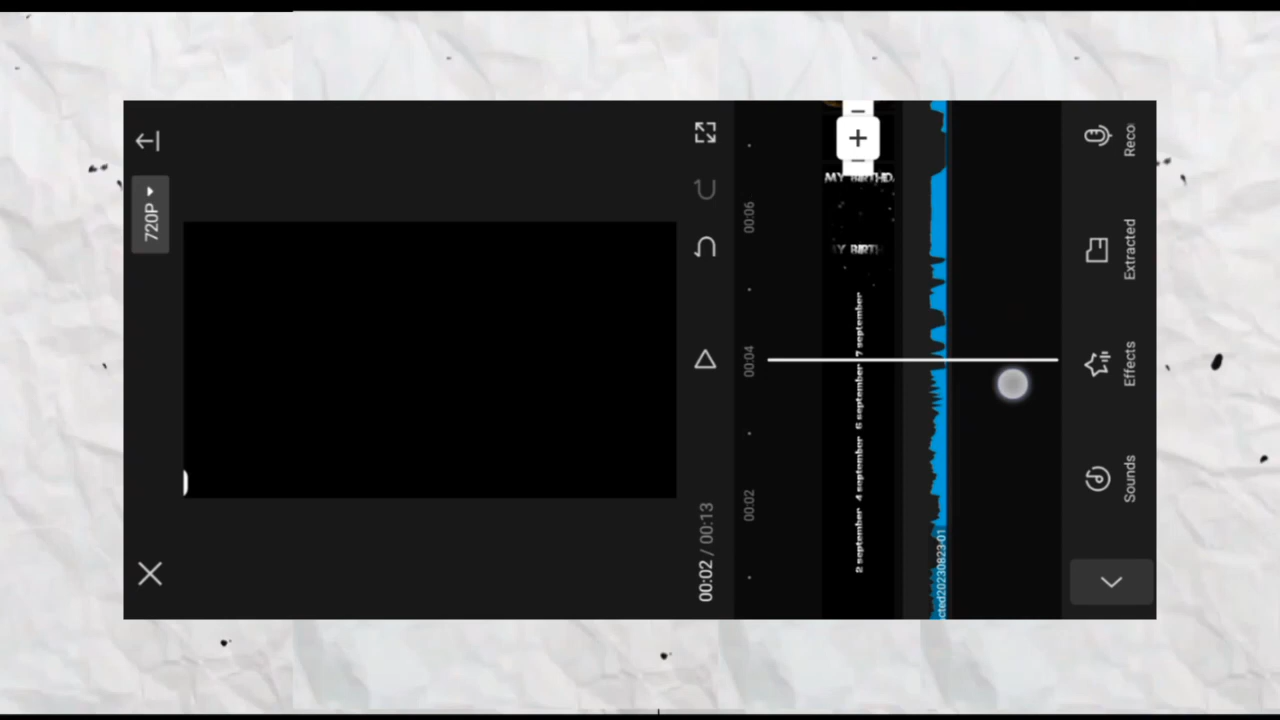 720P
00:02 / 00:13
00:02
00:04
00:06
2 september 4 september 6 september 7 september
MY BIRTHD
Y BIRTH
cted20230823-01
Sounds
Effects
Extracted
Reco